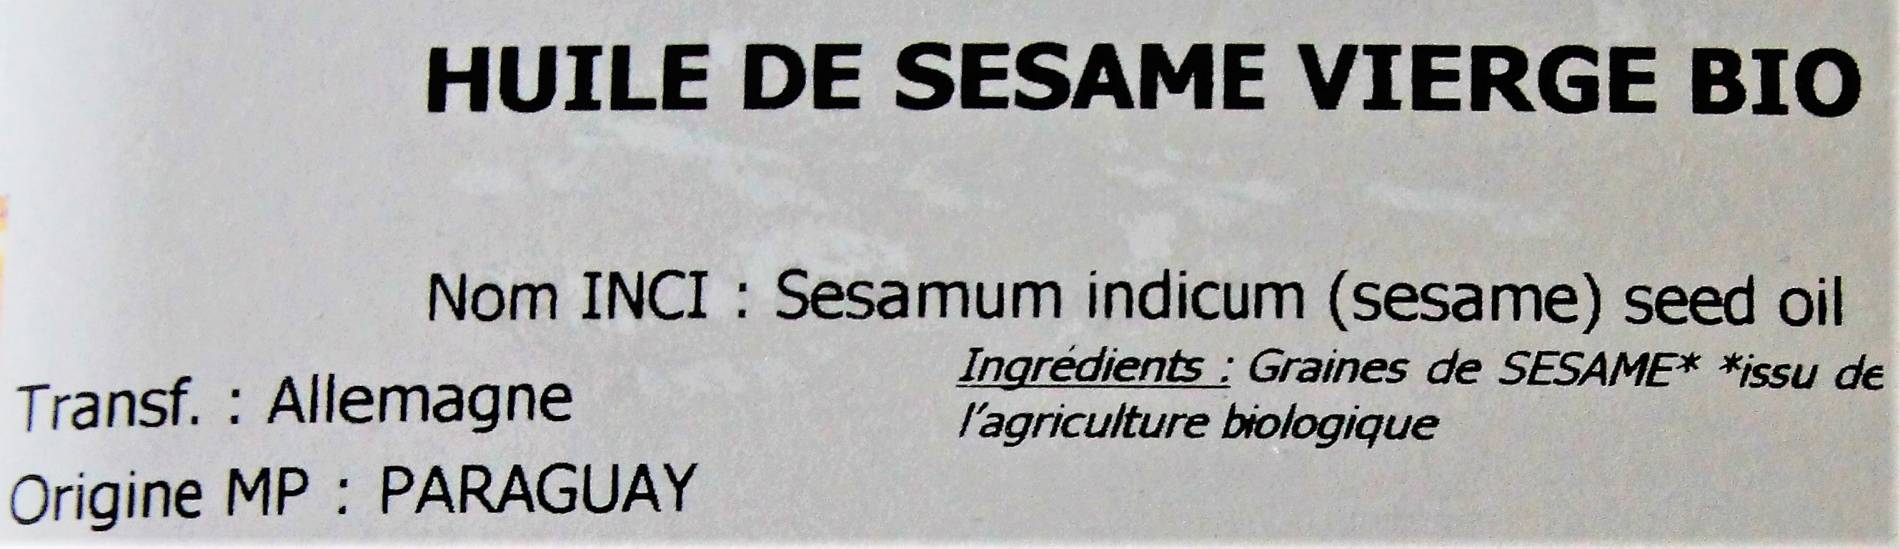 HUILE DE SESAME VIERGE BIO
Nom INCI : Sesamum indicum (sesame) seed oil
Ingrédients : Graines de SESAME* *issu de
l'agriculture biologique
Transf. : Allemagne
Origine MP : PARAGUAY